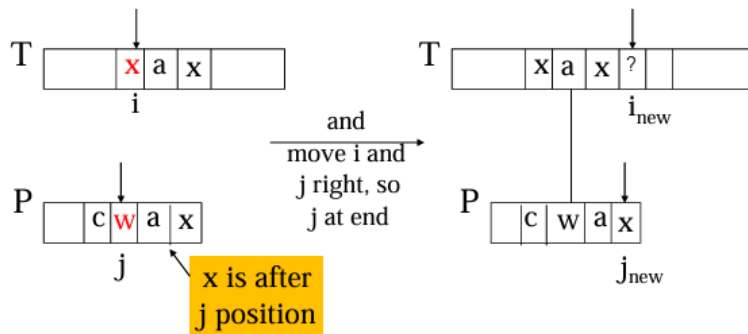 T x a x
i
T x a x ?
i new
and
move i and
j right, so
j at end
P c w a x
j
P c w a x
j new
x is after
j position